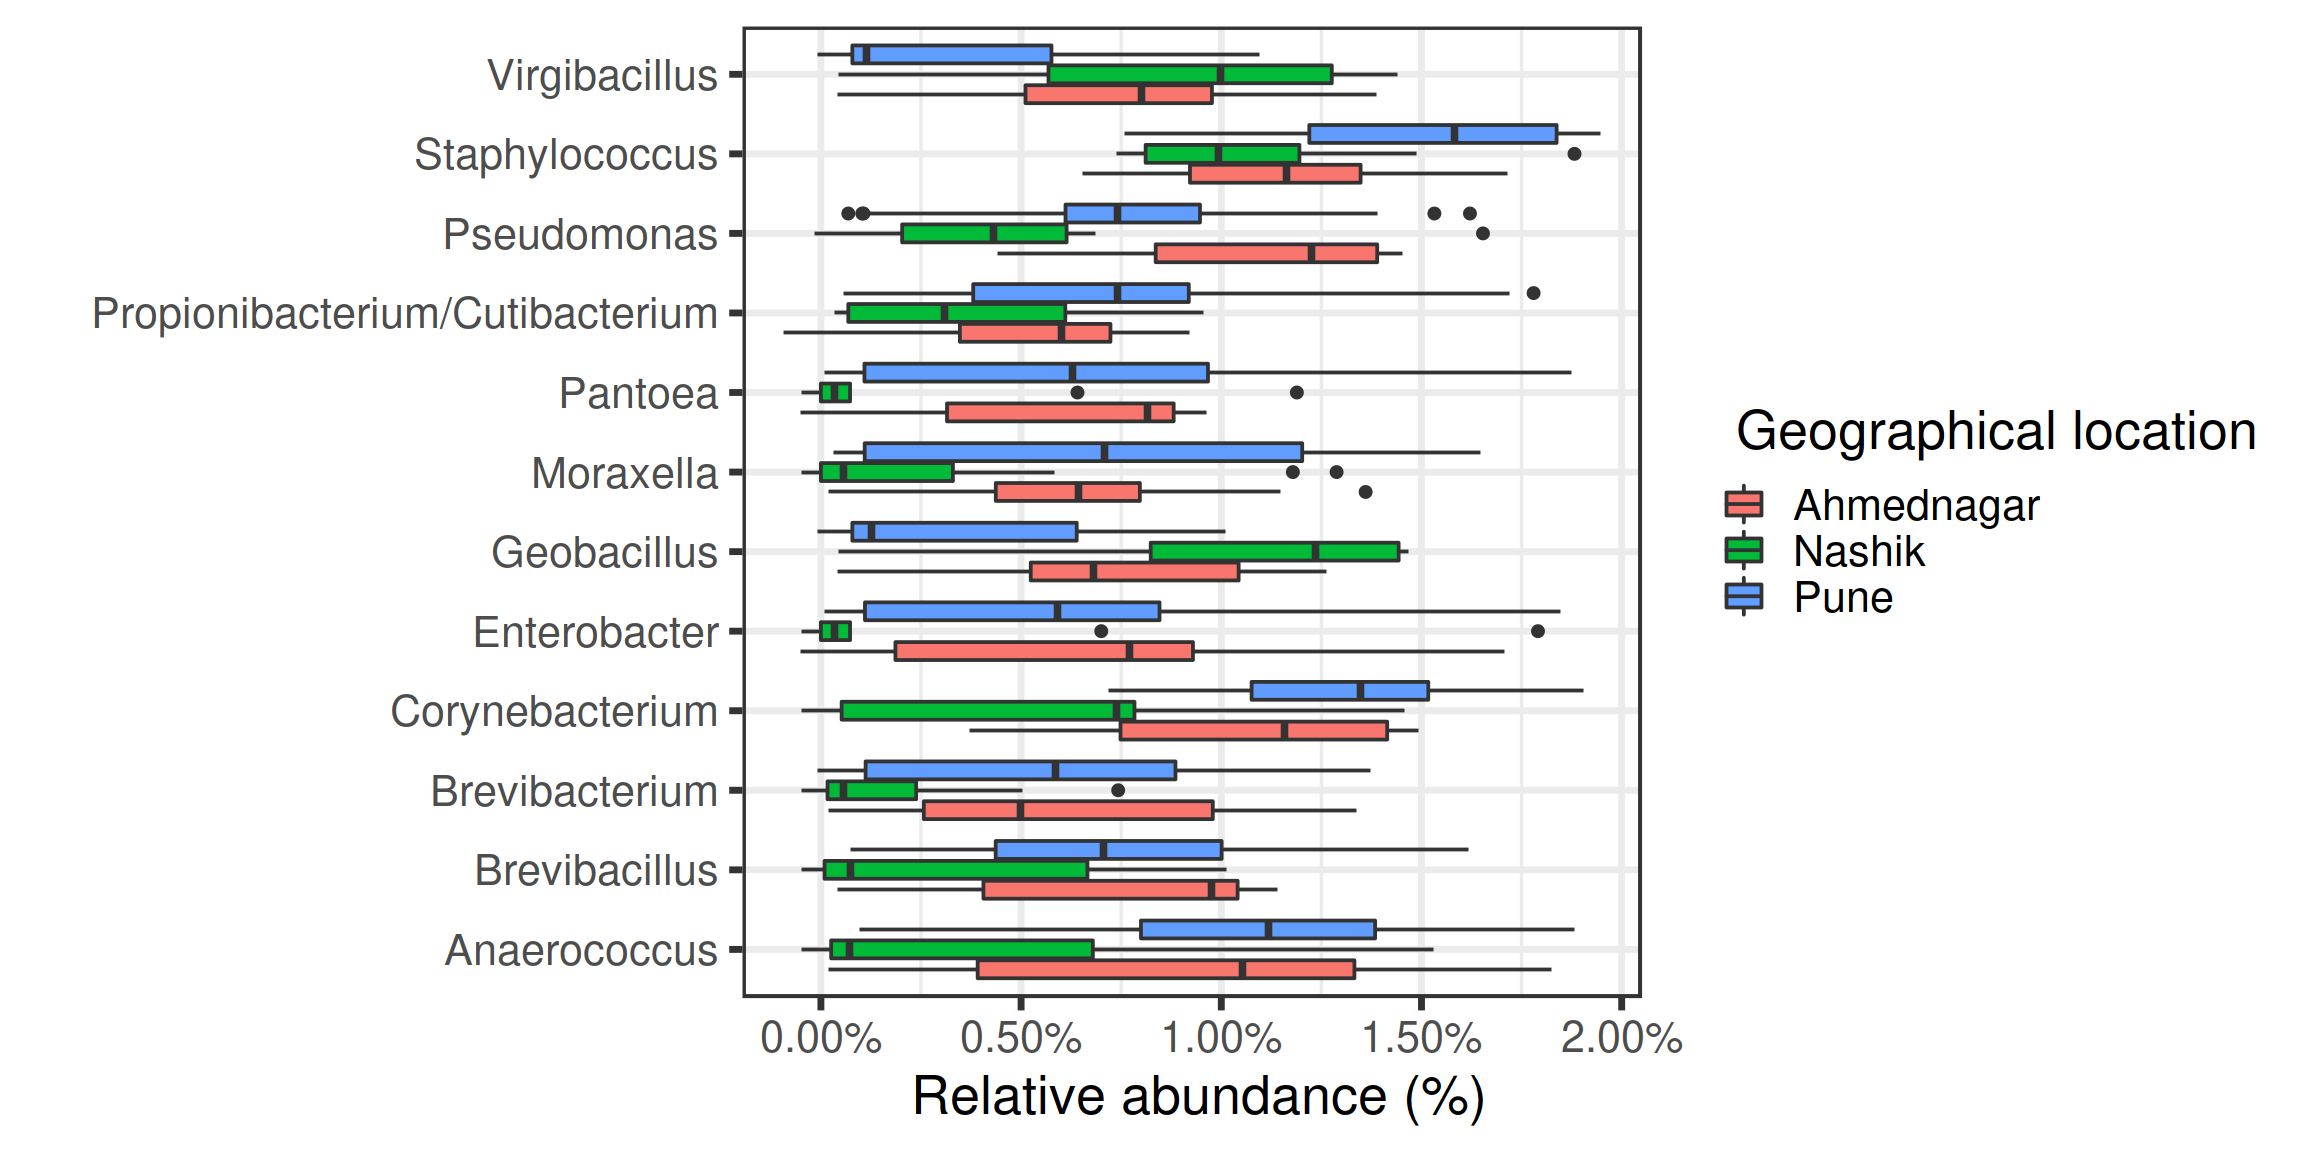 Virgibacillus
Staphylococcus
Pseudomonas
Propionibacterium/Cutibacterium
Pantoea
Moraxella
Geobacillus
Enterobacter
Corynebacterium
Brevibacterium
Brevibacillus
Anaerococcus
0.00% 0.50% 1.00% 1.50% 2.00%
Relative abundance (%)
Geographical location
Ahmednagar
Nashik
Pune